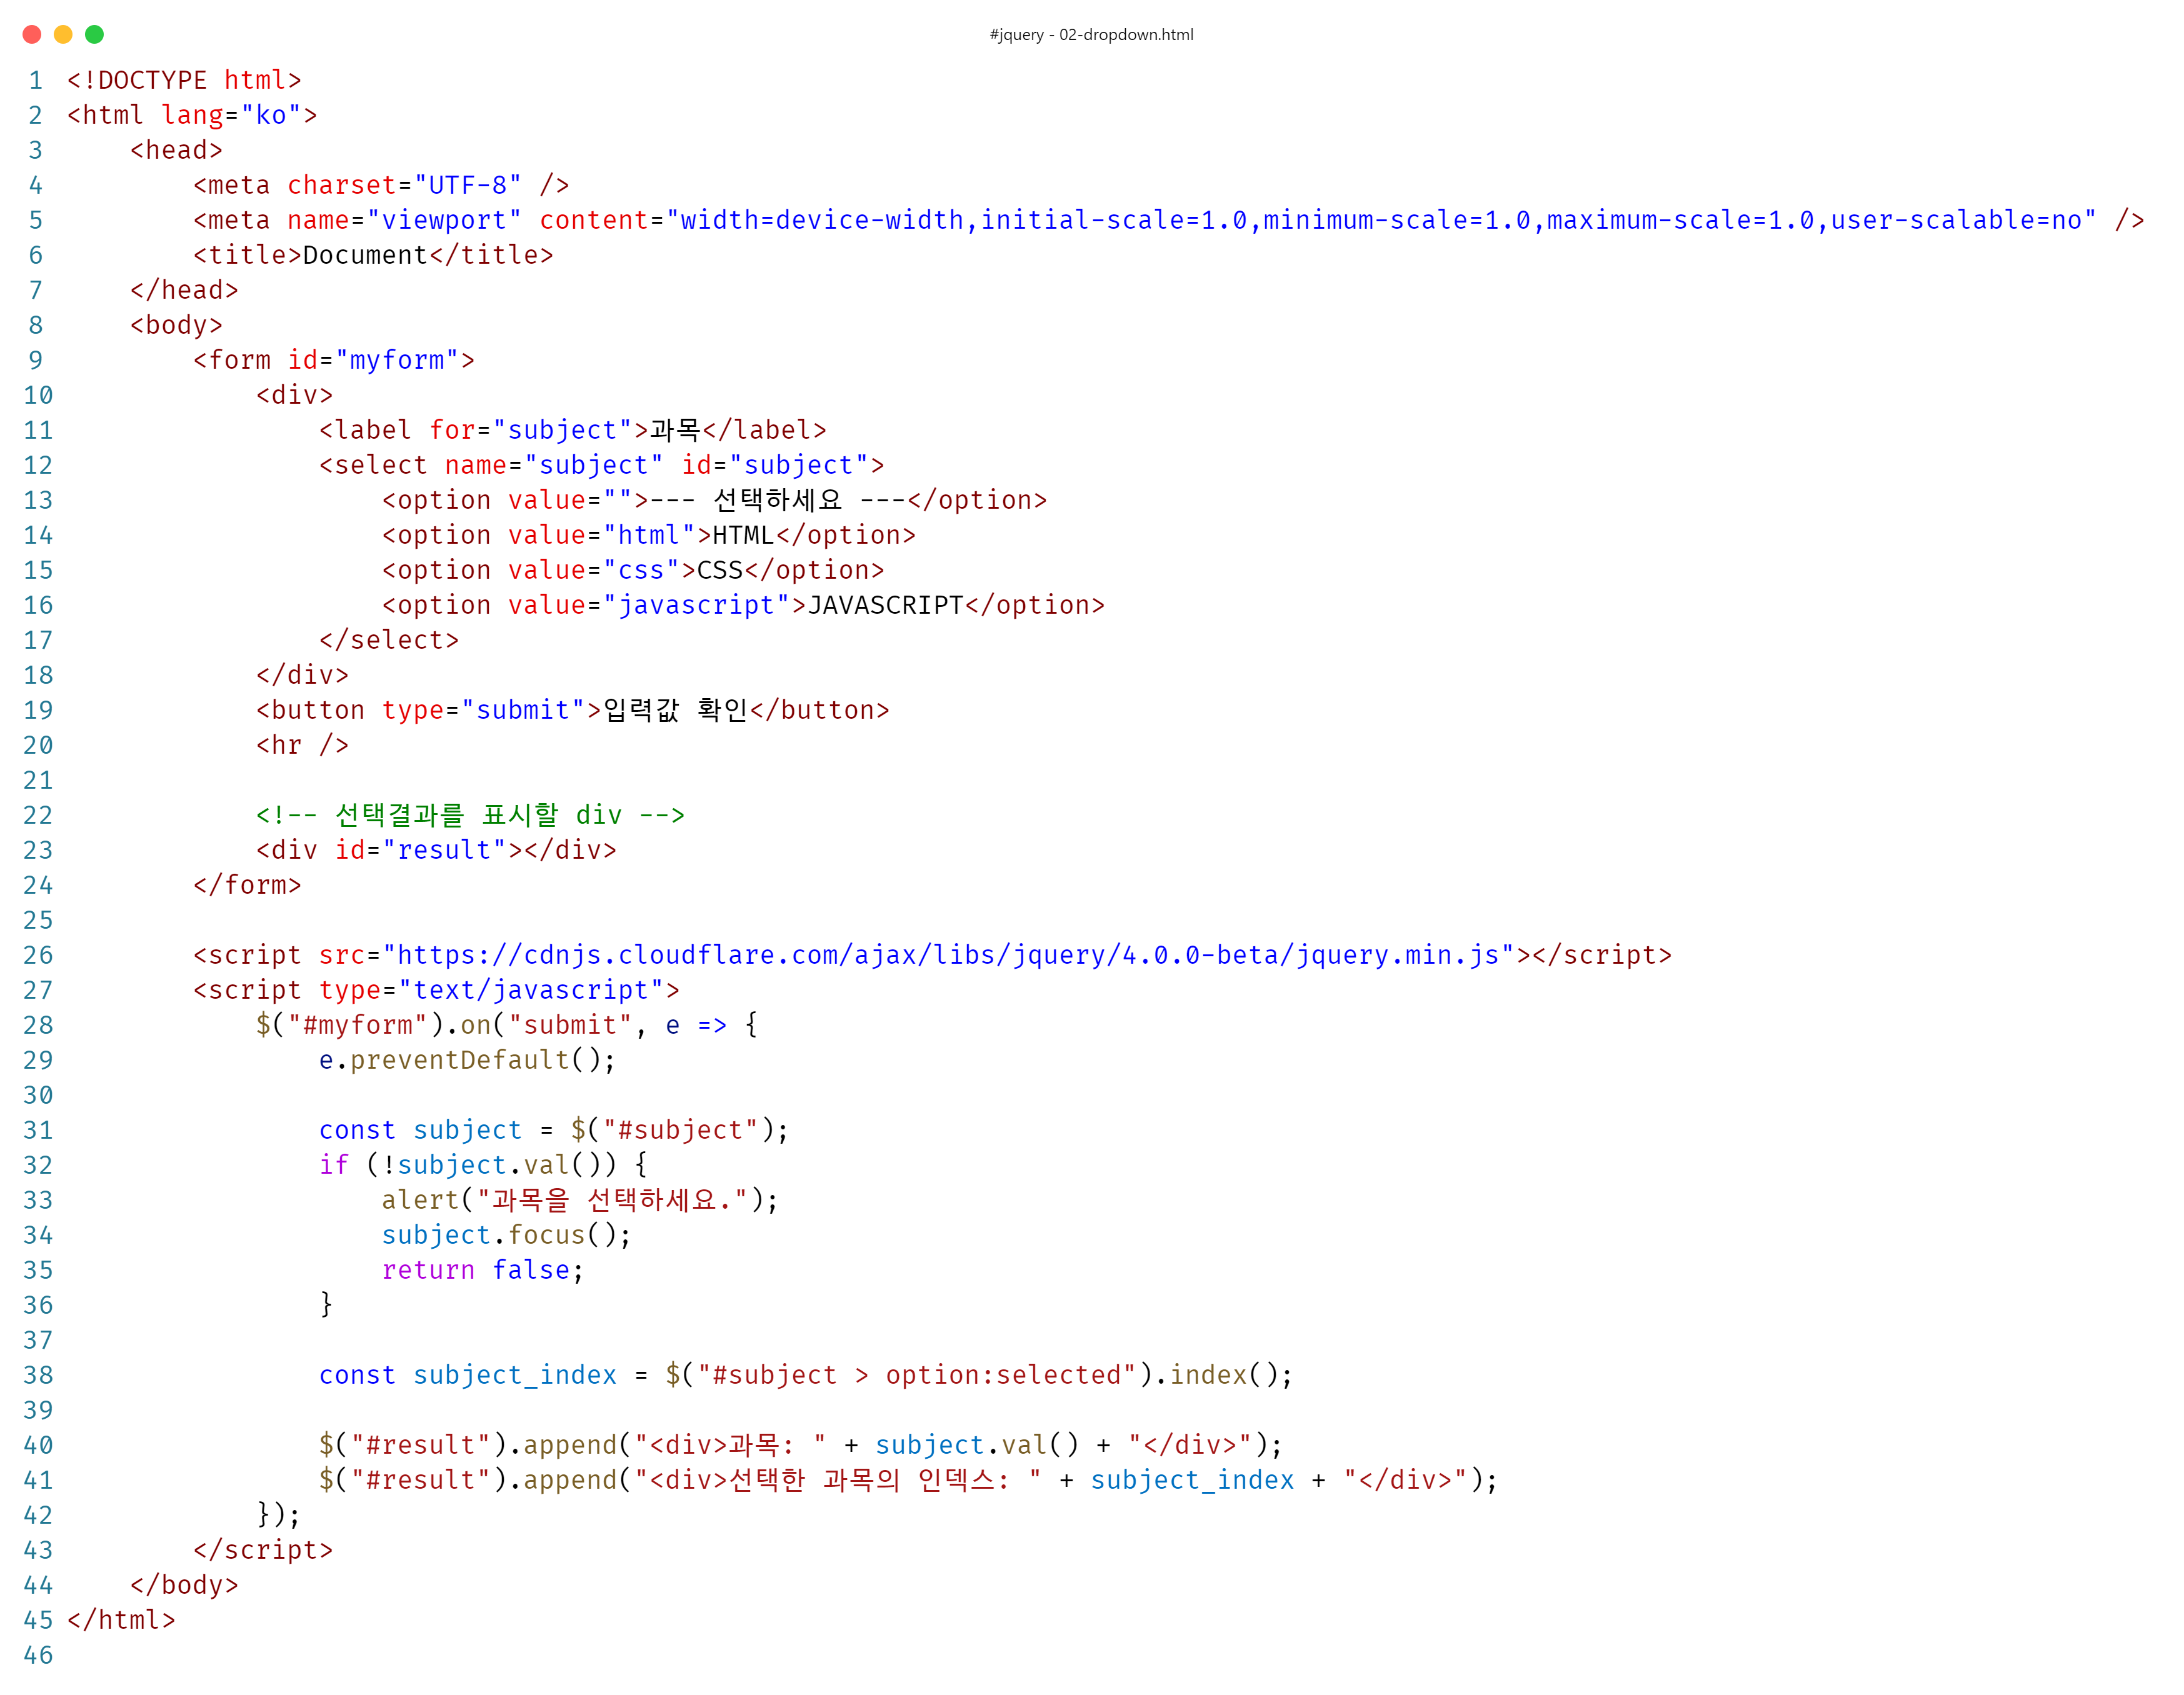 #jquery - 02-dropdown.html
1 <!DOCTYPE html>
2 <html lang="ko">
3     <head>
4         <meta charset="UTF-8" />
5         <meta name="viewport" content="width=device-width,initial-scale=1.0,minimum-scale=1.0,maximum-scale=1.0,user-scalable=no" />
6         <title>Document</title>
7     </head>
8     <body>
9         <form id="myform">
10             <div>
11                 <label for="subject">과목</label>
12                 <select name="subject" id="subject">
13                     <option value="">--- 선택하세요 ---</option>
14                     <option value="html">HTML</option>
15                     <option value="css">CSS</option>
16                     <option value="javascript">JAVASCRIPT</option>
17                 </select>
18             </div>
19             <button type="submit">입력값 확인</button>
20             <hr />
21
22             <!-- 선택결과를 표시할 div -->
23             <div id="result"></div>
24         </form>
25
26         <script src="https://cdnjs.cloudflare.com/ajax/libs/jquery/4.0.0-beta/jquery.min.js"></script>
27         <script type="text/javascript">
28             $("#myform").on("submit", e => {
29                 e.preventDefault();
30
31                 const subject = $("#subject");
32                 if (!subject.val()) {
33                     alert("과목을 선택하세요.");
34                     subject.focus();
35                     return false;
36                 }
37
38                 const subject_index = $("#subject > option:selected").index();
39
40                 $("#result").append("<div>과목: " + subject.val() + "</div>");
41                 $("#result").append("<div>선택한 과목의 인덱스: " + subject_index + "</div>");
42             });
43         </script>
44     </body>
45 </html>
46